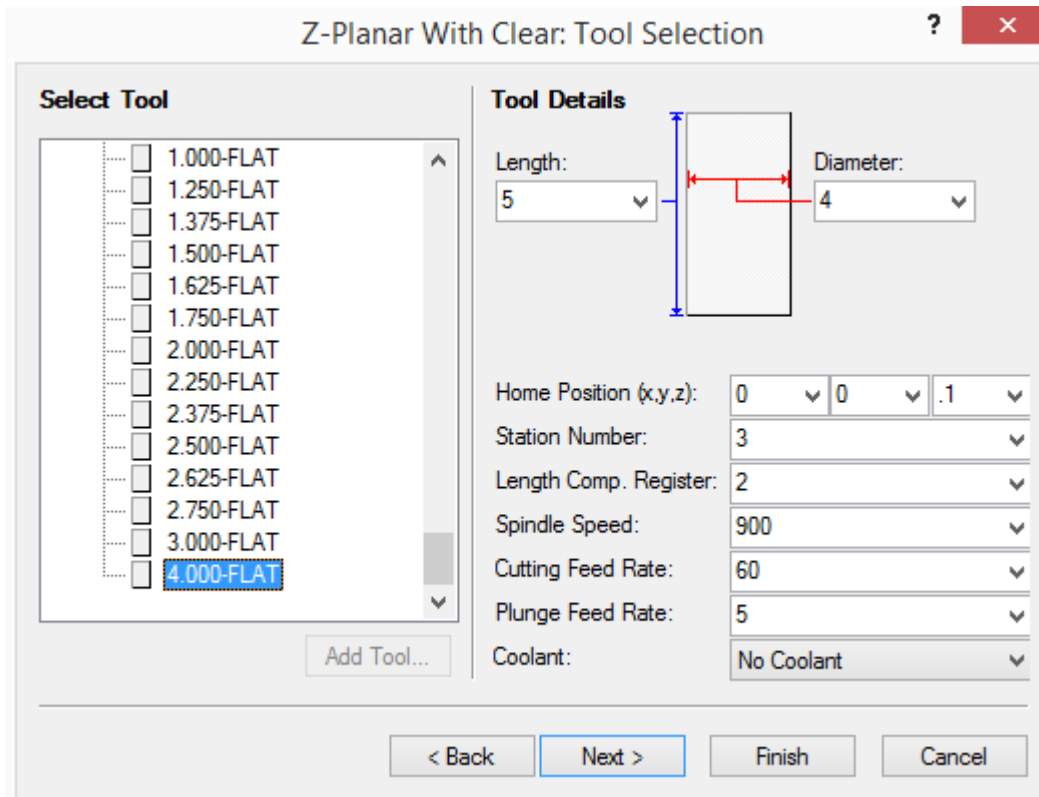 Z-Planar With Clear: Tool Selection
?
Select Tool
1.000-FLAT
1.250-FLAT
1.375-FLAT
1.500-FLAT
1.625-FLAT
1.750-FLAT
2.000-FLAT
2.250-FLAT
2.375-FLAT
2.500-FLAT
2.625-FLAT
2.750-FLAT
3.000-FLAT
4.000-FLAT
Add Tool...
Tool Details
Length:
5
Diameter:
4
Home Position (x,y,z): 0 0 .1
Station Number: 3
Length Comp. Register: 2
Spindle Speed: 900
Cutting Feed Rate: 60
Plunge Feed Rate: 5
Coolant: No Coolant
< Back Next > Finish Cancel